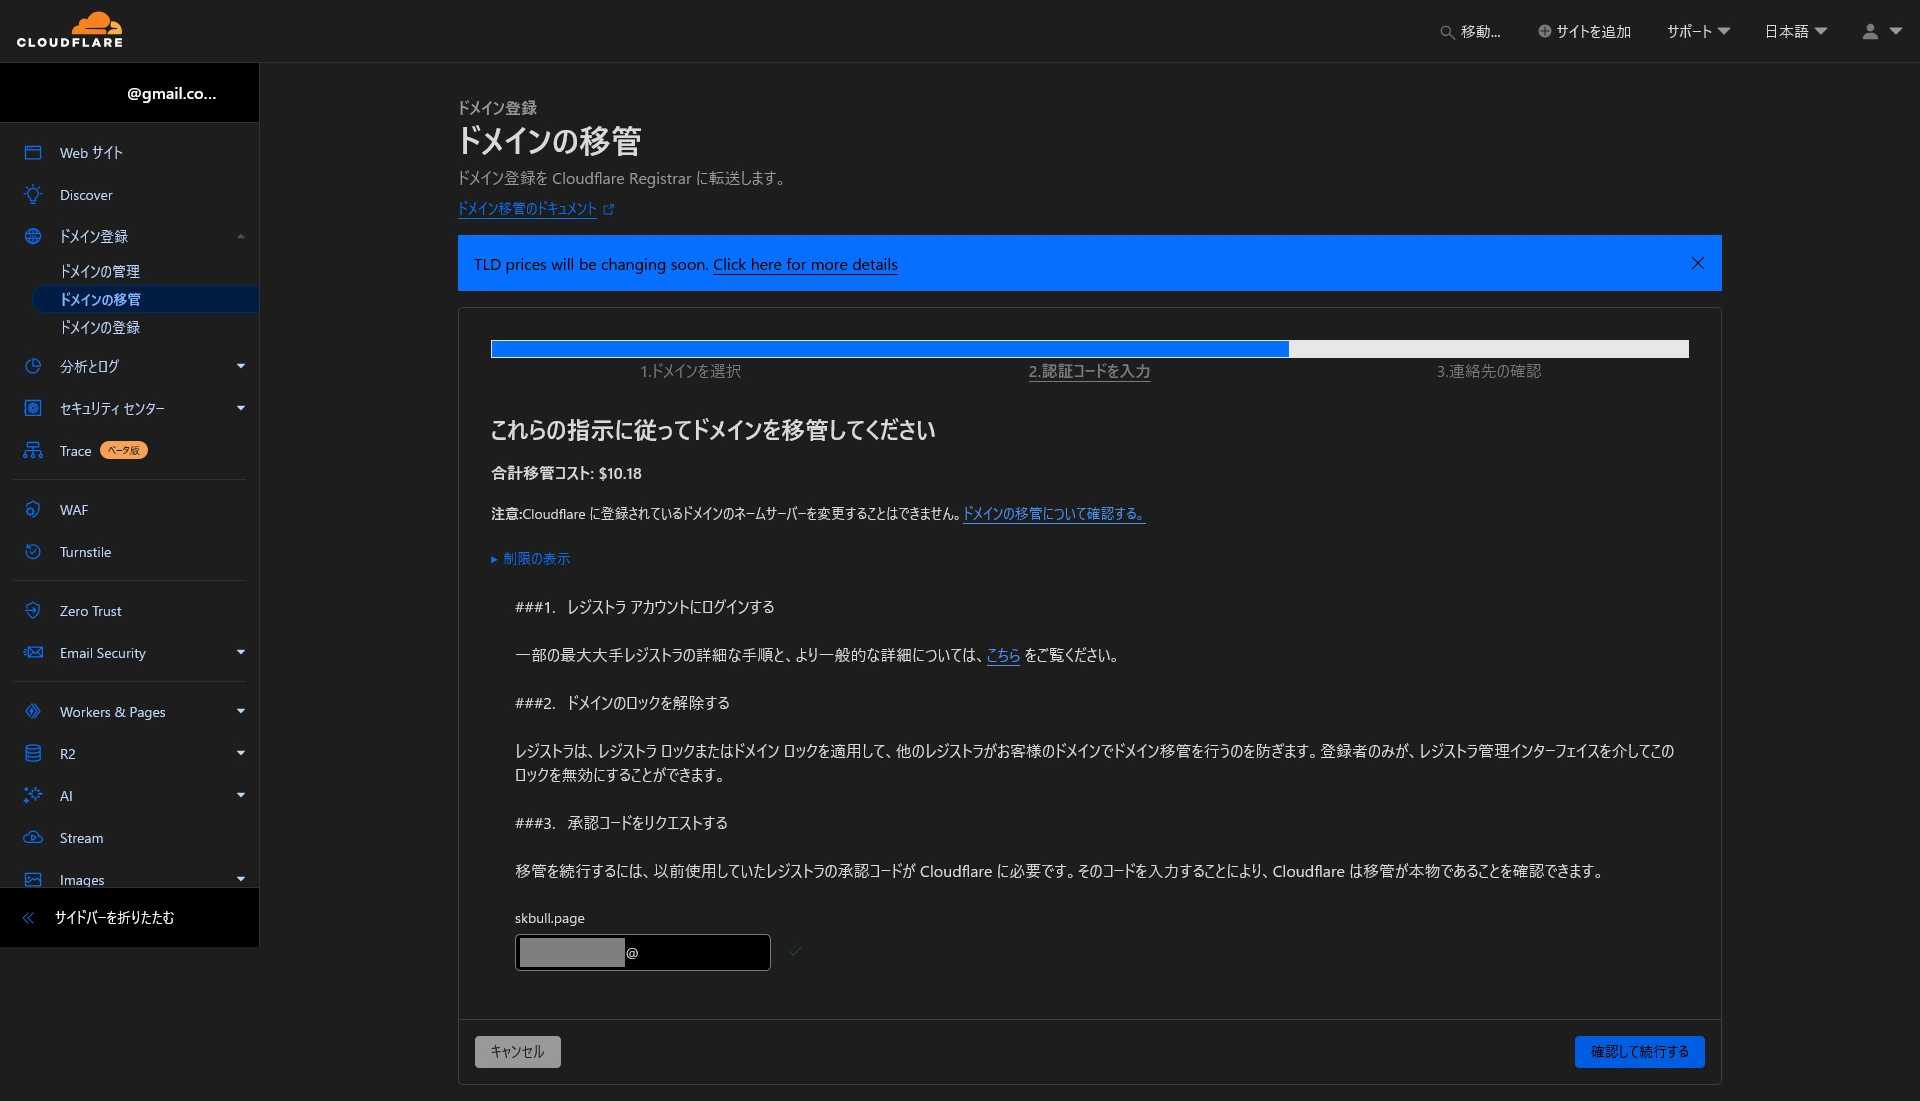 CLOUDFLARE
移動...
サイトを追加
サポート
日本語
@gmail.co...
Web サイト
Discover
ドメイン登録
ドメインの管理
ドメインの移管
ドメインの登録
分析とログ
セキュリティ センター
Trace ベータ版
WAF
Turnstile
Zero Trust
Email Security
Workers & Pages
R2
AI
Stream
Images
サイドバーを折りたたむ
ドメイン登録
ドメインの移管
ドメイン登録を Cloudflare Registrar に転送します。
ドメイン移管のドキュメント
TLD prices will be changing soon. Click here for more details
1.ドメインを選択
2.認証コードを入力
3.連絡先の確認
これらの指示に従ってドメインを移管してください
合計移管コスト: $10.18
注意:Cloudflare に登録されているドメインのネームサーバーを変更することはできません。ドメインの移管について確認する。
▸ 制限の表示
###1. レジストラ アカウントにログインする
一部の最大大手レジストラの詳細な手順と、より一般的な詳細については、こちら をご覧ください。
###2. ドメインのロックを解除する
レジストラは、レジストラ ロックまたはドメイン ロックを適用して、他のレジストラがお客様のドメインでドメイン移管を行うのを防ぎます。登録者のみが、レジストラ管理インターフェイスを介してこの
ロックを無効にすることができます。
###3. 承認コードをリクエストする
移管を続行するには、以前使用していたレジストラの承認コードが Cloudflare に必要です。そのコードを入力することにより、Cloudflare は移管が本物であることを確認できます。
skbull.page
@
キャンセル
確認して続行する